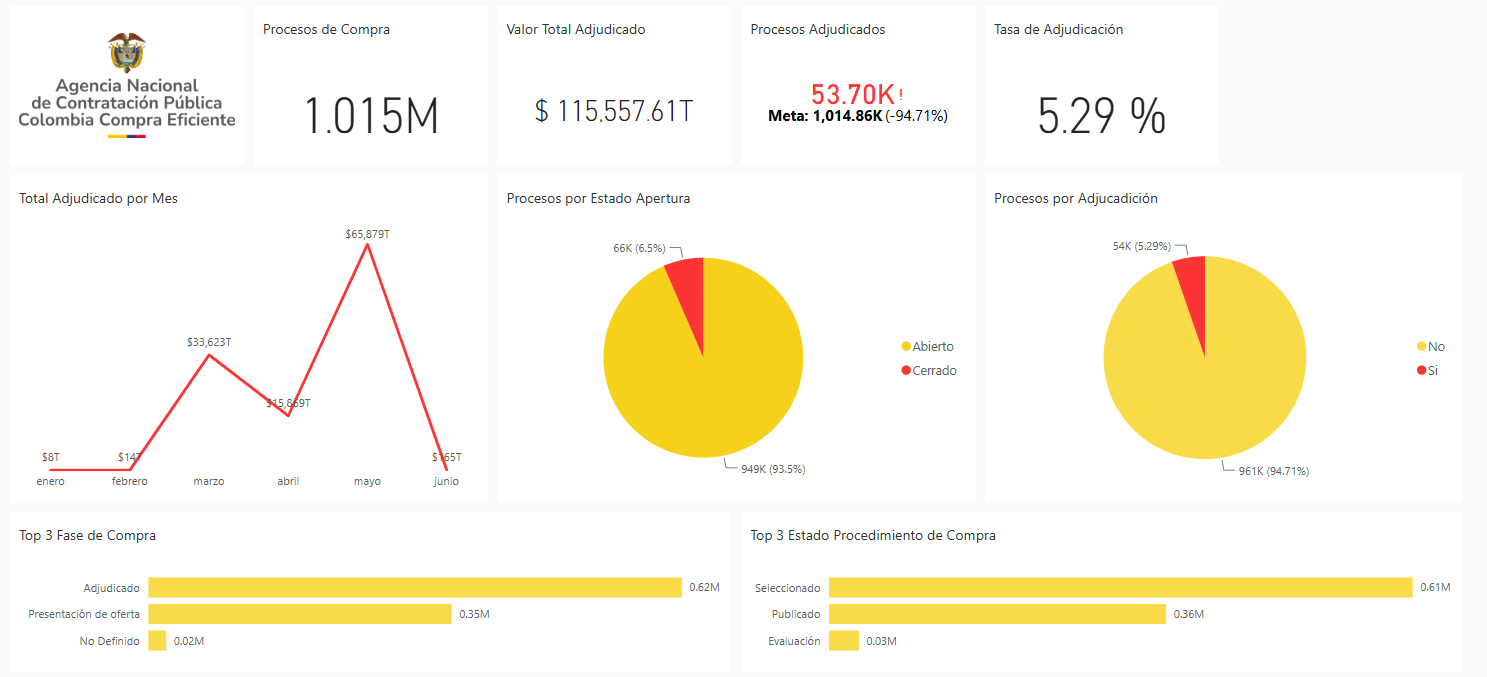 Agencia Nacional
de Contratación Pública
Colombia Compra Eficiente
Procesos de Compra
1.015M
Valor Total Adjudicado
$ 115,557.61T
Procesos Adjudicados
53.70K!
Meta: 1,014.86K (-94.71%)
Tasa de Adjudicación
5.29 %
Total Adjudicado por Mes
$65,879T
$33,623T
$15,869T
$8T
$14T
$165T
enero
febrero
marzo
abril
mayo
junio
Procesos por Estado Apertura
66K (6.5%)
949K (93.5%)
Abierto
Cerrado
Procesos por Adjucadición
54K (5.29%)
961K (94.71%)
No
Si
Top 3 Fase de Compra
Adjudicado 0.62M
Presentación de oferta 0.35M
No Definido 0.02M
Top 3 Estado Procedimiento de Compra
Seleccionado 0.61M
Publicado 0.36M
Evaluación 0.03M